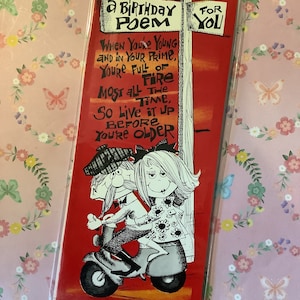 a BIRTHDAY POEM FOR YOU
WHEN YOU'RE YOUNG
AND IN YOUR PRIME,
YOU'RE FULL OF
FIRE
MOST ALL THE
TIME,
SO LIVE IT UP
BEFORE
YOU'RE OLDER